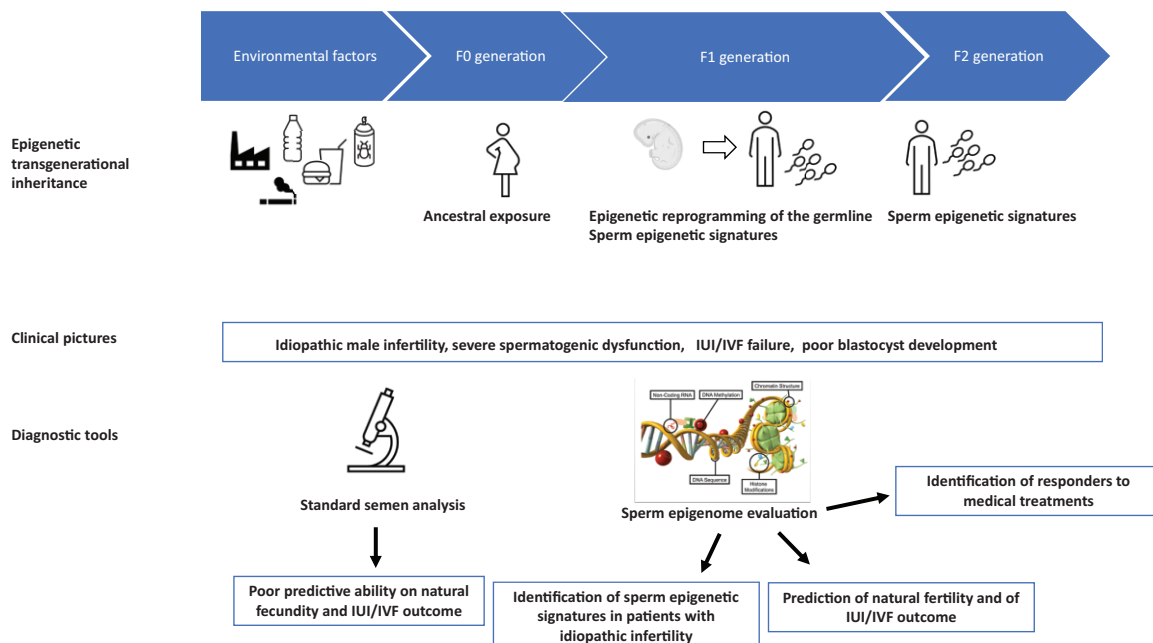 Environmental factors
F0 generation
F1 generation
F2 generation
Epigenetic
transgenerational
inheritance
Ancestral exposure
Epigenetic reprogramming of the germline
Sperm epigenetic signatures
Sperm epigenetic signatures
Clinical pictures
Idiopathic male infertility, severe spermatogenic dysfunction, IUI/IVF failure, poor blastocyst development
Diagnostic tools
Non-Coding RNA
DNA Methylation
Chromatin Structure
DNA Sequence
Histone
Modifications
Standard semen analysis
Sperm epigenome evaluation
Identification of responders to
medical treatments
Poor predictive ability on natural
fecundity and IUI/IVF outcome
Identification of sperm epigenetic
signatures in patients with
idiopathic infertility
Prediction of natural fertility and of
IUI/IVF outcome